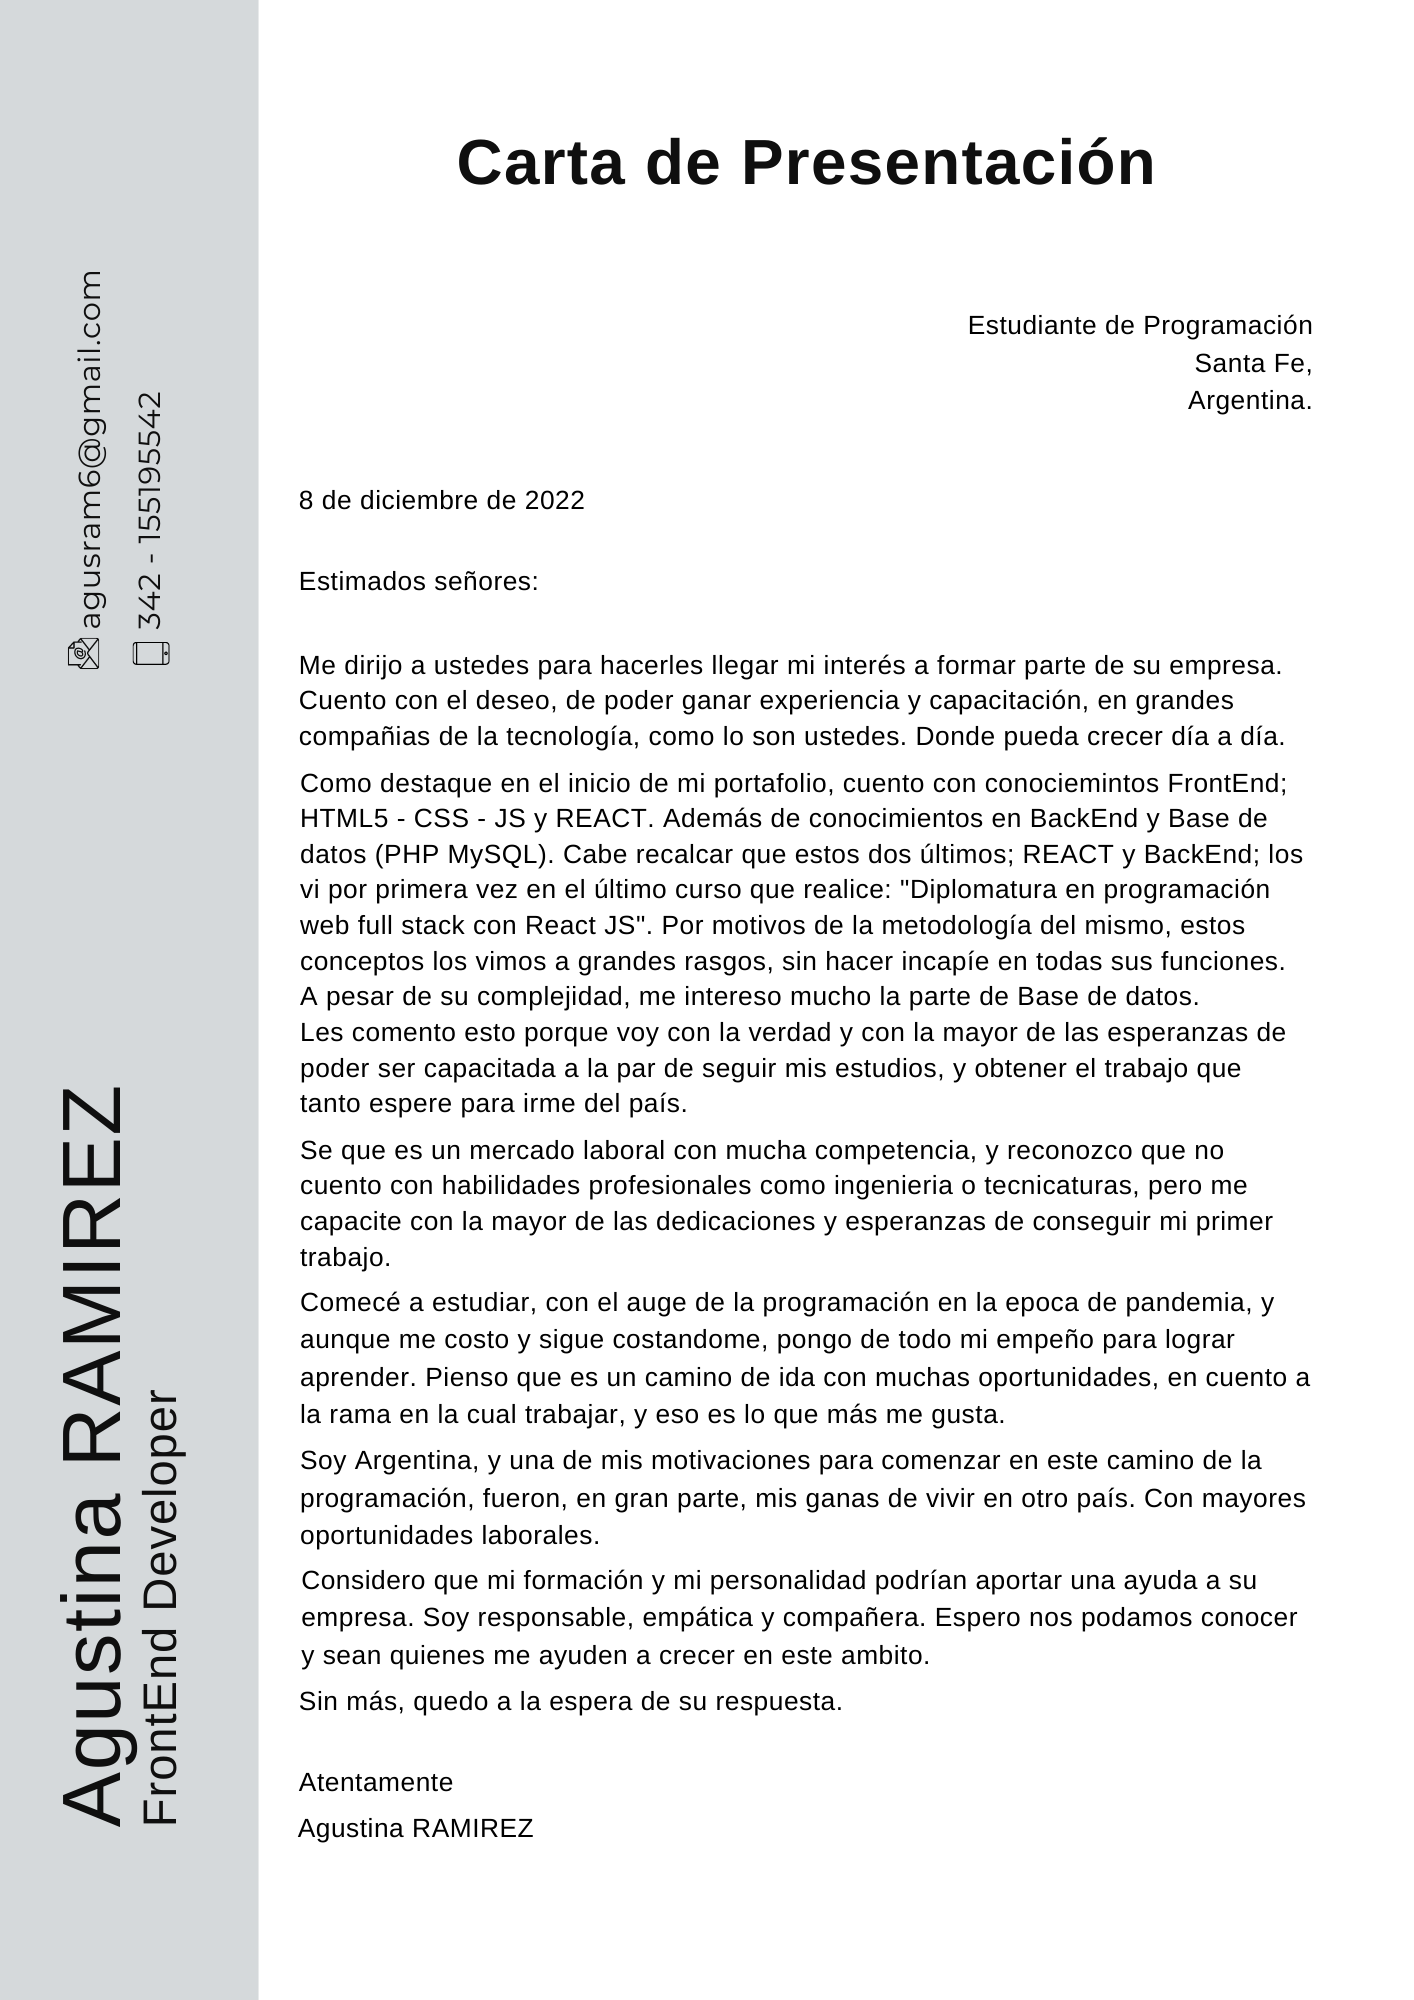 Carta de Presentación
Estudiante de Programación
Santa Fe,
Argentina.
8 de diciembre de 2022
Estimados señores:
Me dirijo a ustedes para hacerles llegar mi interés a formar parte de su empresa.
Cuento con el deseo, de poder ganar experiencia y capacitación, en grandes
compañias de la tecnología, como lo son ustedes. Donde pueda crecer día a día.
Como destaque en el inicio de mi portafolio, cuento con conociemintos FrontEnd;
HTML5 - CSS - JS y REACT. Además de conocimientos en BackEnd y Base de
datos (PHP MySQL). Cabe recalcar que estos dos últimos; REACT y BackEnd; los
vi por primera vez en el último curso que realice: "Diplomatura en programación
web full stack con React JS". Por motivos de la metodología del mismo, estos
conceptos los vimos a grandes rasgos, sin hacer incapíe en todas sus funciones.
A pesar de su complejidad, me intereso mucho la parte de Base de datos.
Les comento esto porque voy con la verdad y con la mayor de las esperanzas de
poder ser capacitada a la par de seguir mis estudios, y obtener el trabajo que
tanto espere para irme del país.
Se que es un mercado laboral con mucha competencia, y reconozco que no
cuento con habilidades profesionales como ingenieria o tecnicaturas, pero me
capacite con la mayor de las dedicaciones y esperanzas de conseguir mi primer
trabajo.
Comecé a estudiar, con el auge de la programación en la epoca de pandemia, y
aunque me costo y sigue costandome, pongo de todo mi empeño para lograr
aprender. Pienso que es un camino de ida con muchas oportunidades, en cuento a
la rama en la cual trabajar, y eso es lo que más me gusta.
Soy Argentina, y una de mis motivaciones para comenzar en este camino de la
programación, fueron, en gran parte, mis ganas de vivir en otro país. Con mayores
oportunidades laborales.
Considero que mi formación y mi personalidad podrían aportar una ayuda a su
empresa. Soy responsable, empática y compañera. Espero nos podamos conocer
y sean quienes me ayuden a crecer en este ambito.
Sin más, quedo a la espera de su respuesta.
Atentamente
Agustina RAMIREZ
Agustina RAMIREZ
FrontEnd Developer
agusram6@gmail.com
342 - 155195542